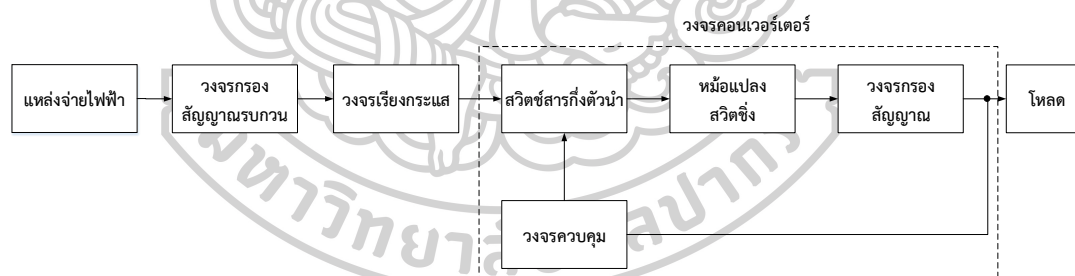 วงจรคอนเวอร์เตอร์
แหล่งจ่ายไฟฟ้า
วงจรกรอง
สัญญาณรบกวน
วงจรเรียงกระแส
สวิตช์สารกึ่งตัวนำ
หม้อแปลง
สวิตชิ่ง
วงจรกรอง
สัญญาณ
โหลด
วงจรควบคุม